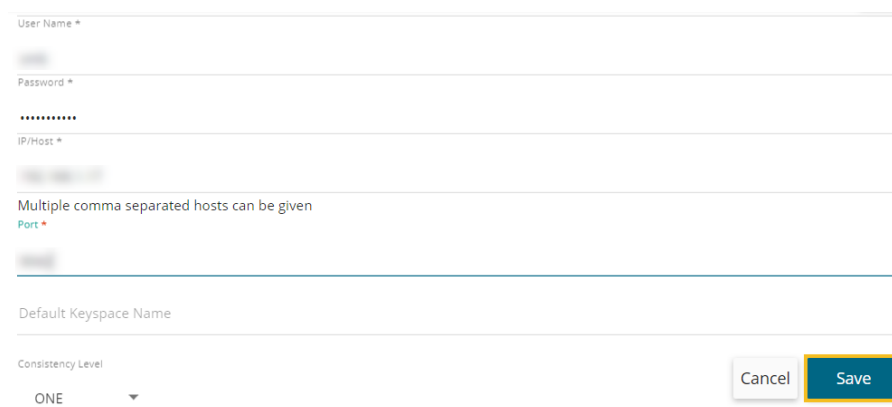 User Name *
Password *
•••••••••••
IP/Host *
Multiple comma separated hosts can be given
Port *
Default Keyspace Name
Consistency Level
ONE
Cancel Save